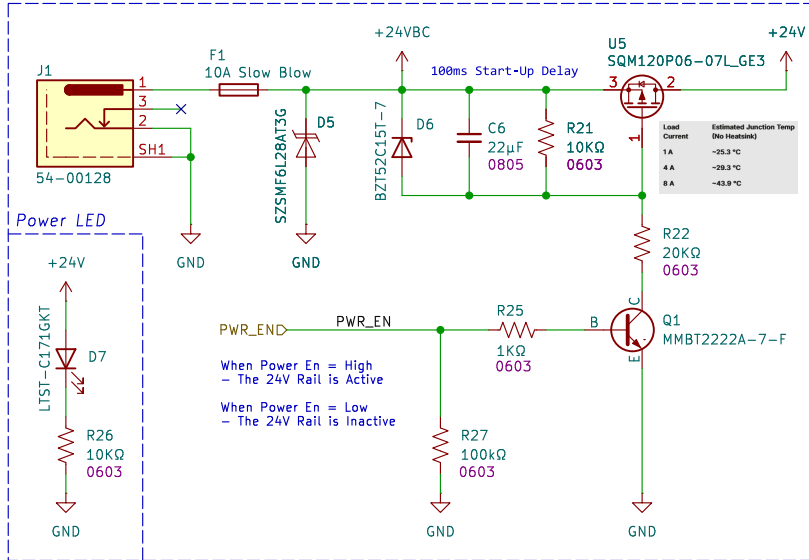 +24VBC
+24V
U5
SQM120P06-07L_GE3
F1
10A Slow Blow
J1
100ms Start-Up Delay
1
3
2
SH1
54-00128
3
2
1
D5
SZSMF6L28AT3G
D6
BZT52C15T-7
C6
22µF
0805
R21
10KΩ
0603
Load Current
Estimated Junction Temp (No Heatsink)
1 A
~25.3 °C
4 A
~29.3 °C
8 A
~43.9 °C
GND
GND
Power LED
+24V
LTST-C171GKT
D7
R26
10KΩ
0603
GND
R22
20KΩ
0603
PWR_EN
PWR_EN
R25
1KΩ
0603
B
C
E
Q1
MMBT2222A-7-F
When Power En = High
– The 24V Rail is Active
When Power En = Low
– The 24V Rail is Inactive
R27
100kΩ
0603
GND
GND